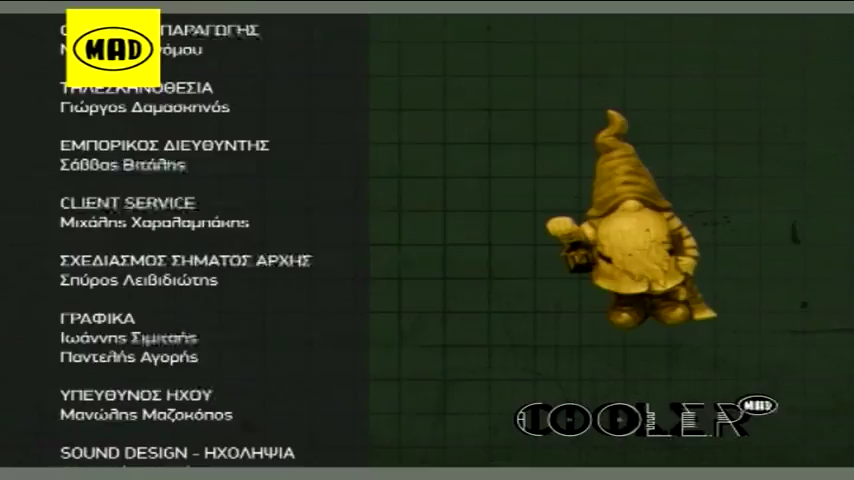 MAD
ΠΑΡΑΓΩΓΗΣ
ΤΗΛΕΣΚΗΝΟΘΕΣΙΑ
Γιώργος Δαμασκηνός
ΕΜΠΟΡΙΚΟΣ ΔΙΕΥΘΥΝΤΗΣ
Σάββας Βιτάλης
CLIENT SERVICE
Μιχάλης Χαραλαμπάκης
ΣΧΕΔΙΑΣΜΟΣ ΣΗΜΑΤΟΣ ΑΡΧΗΣ
Σπύρος Λειβιδιώτης
ΓΡΑΦΙΚΑ
Ιωάννης
Παντελής Αγορής
ΥΠΕΥΘΥΝΟΣ ΗΧΟΥ
Μανώλης Μαζοκόπος
SOUND DESIGN - ΗΧΟΛΗΨΙΑ
COOLER MAD